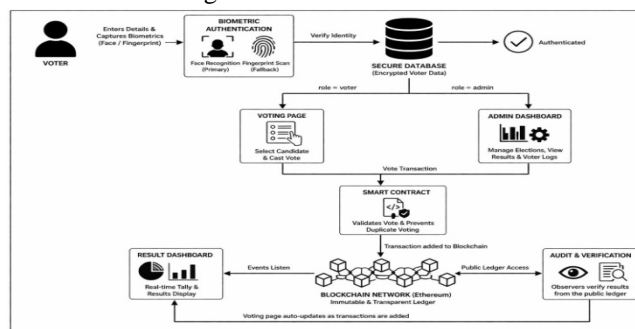 Enters Details &
Captures Biometrics
(Face / Fingerprint)
VOTER
BIOMETRIC
AUTHENTICATION
Face Recognition
(Primary)
Fingerprint Scan
(Fallback)
Verify Identity
SECURE DATABASE
(Encrypted Voter Data)
Authenticated
role = voter
role = admin
VOTING PAGE
Select Candidate
& Cast Vote
ADMIN DASHBOARD
Manage Elections, View
Results & Voter Logs
Vote Transaction
SMART CONTRACT
Validates Vote & Prevents
Duplicate Voting
Transaction added to Blockchain
RESULT DASHBOARD
Real-time Tally &
Results Display
Events Listen
BLOCKCHAIN NETWORK (Ethereum)
Immutable & Transparent Ledger
Public Ledger Access
AUDIT & VERIFICATION
Observers verify results
from the public ledger
Voting page auto-updates as transactions are added